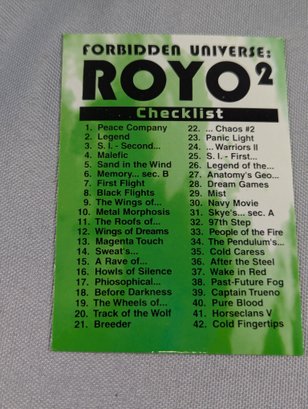 FORBIDDEN UNIVERSE:
ROYO²
Checklist
1. Peace Company
2. Legend
3. S. I. - Second...
4. Malefic
5. Sand in the Wind
6. Memory... sec. B
7. First Flight
8. Black Flights
9. The Wings of...
10. Metal Morphosis
11. The Roofs of...
12. Wings of Dreams
13. Magenta Touch
14. Sweat's...
15. A Rave of...
16. Howls of Silence
17. Phiosophical...
18. Before Darkness
19. The Wheels of...
20. Track of the Wolf
21. Breeder
22. ... Chaos #2
23. Panic Light
24. ... Warriors II
25. S. I. - First...
26. Legend of the...
27. Anatomy's Geo...
28. Dream Games
29. Mist
30. Navy Movie
31. Skye's... sec. A
32. 97th Step
33. People of the Fire
34. The Pendulum's...
35. Cold Caress
36. After the Steel
37. Wake in Red
38. Past-Future Fog
39. Captain Trueno
40. Pure Blood
41. Horseclans V
42. Cold Fingertips